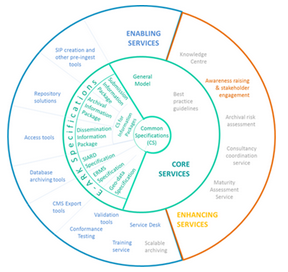 ENABLING
SERVICES
SIP creation and
other pre-ingest
tools
Repository
solutions
Access tools
Database
archiving tools
CMS Export
tools
Validation
tools
Conformance
Testing
Service Desk
Training
service
Scalable
archiving
Knowledge
Centre
Awareness raising
& stakeholder
engagement
Archival risk
assessment
Consultancy
coordination
service
Maturity
Assessment
Service
ENHANCING
SERVICES
General
Model
Best
practice
guidelines
CORE
SERVICES
Common
Specifications
(CS)
CS for
Information
Packages
E-ARK Specifications
Submission
Information
Package
Archival
Information
Package
Dissemination
Information
Package
SIARD
Specification
ERMS
Specification
Geodata
Specification